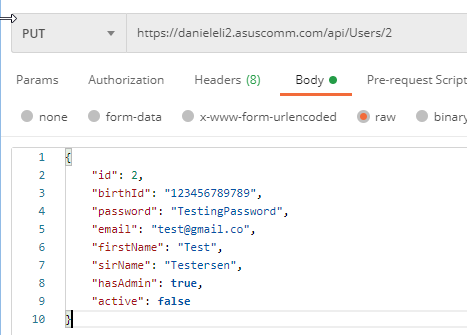 PUT https://danieleli2.asuscomm.com/api/Users/2
Params Authorization Headers (8) Body Pre-request Script
none form-data x-www-form-urlencoded raw binary
1 {
2 "id": 2,
3 "birthId": "123456789789",
4 "password": "TestingPassword",
5 "email": "test@gmail.co",
6 "firstName": "Test",
7 "sirName": "Testersen",
8 "hasAdmin": true,
9 "active": false
10 }